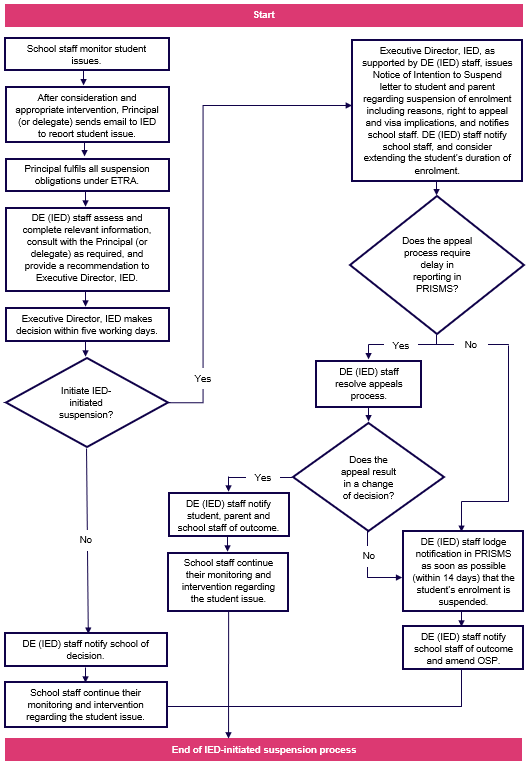 Start
School staff monitor student
issues.
After consideration and
appropriate intervention, Principal
(or delegate) sends email to IED
to report student issue.
Principal fulfils all suspension
obligations under ETRA.
DE (IED) staff assess and
complete relevant information,
consult with the Principal (or
delegate) as required, and
provide a recommendation to
Executive Director, IED.
Executive Director, IED makes
decision within five working days.
Initiate IED-
initiated
suspension?
Yes
No
DE (IED) staff notify school of
decision.
School staff continue their
monitoring and intervention
regarding the student issue.
Executive Director, IED, as
supported by DE (IED) staff, issues
Notice of Intention to Suspend
letter to student and parent
regarding suspension of enrolment
including reasons, right to appeal
and visa implications, and notifies
school staff. DE (IED) staff notify
school staff, and consider
extending the student's duration of
enrolment.
Does the appeal
process require
delay in
reporting in
PRISMS?
Yes
No
DE (IED) staff
resolve appeals
process.
Does the
appeal result
in a change
of decision?
Yes
No
DE (IED) staff notify
student, parent and
school staff of outcome.
School staff continue
their monitoring and
intervention regarding
the student issue.
DE (IED) staff lodge
notification in PRISMS
as soon as possible
(within 14 days) that the
student's enrolment is
suspended.
DE (IED) staff notify
school staff of outcome
and amend OSP.
End of IED-initiated suspension process